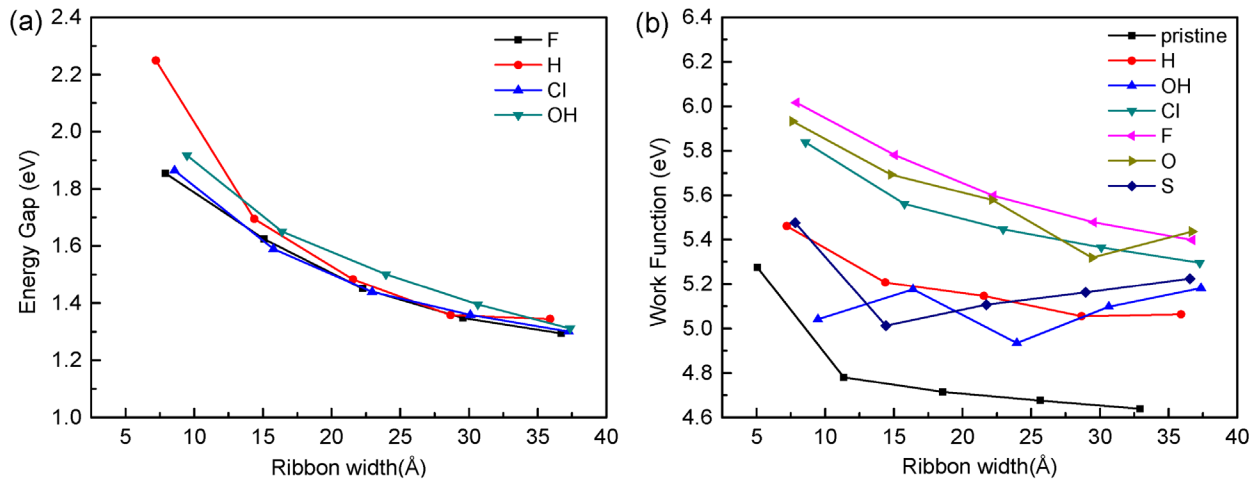 (a)
2.4
2.2
2.0
1.8
1.6
1.4
1.2
1.0
Energy Gap (eV)
F
H
Cl
OH
5 10 15 20 25 30 35 40
Ribbon width(Å)
(b)
6.4
6.2
6.0
5.8
5.6
5.4
5.2
5.0
4.8
4.6
Work Function (eV)
pristine
H
OH
Cl
F
O
S
5 10 15 20 25 30 35 40
Ribbon width(Å)